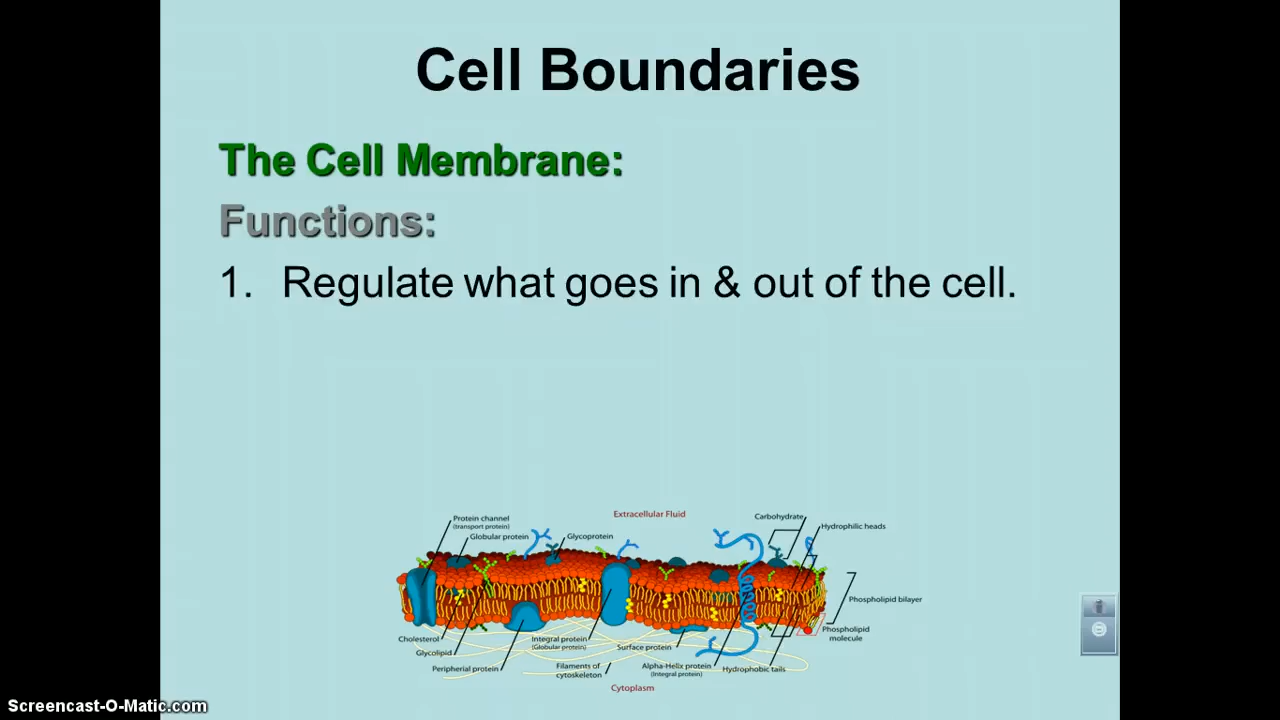 Cell Boundaries
The Cell Membrane:
Functions:
1. Regulate what goes in & out of the cell.
Extracellular Fluid
Protein channel
(transport protein)
Globular protein
Glycoprotein
Carbohydrate
Hydrophilic heads
Phospholipid bilayer
Phospholipid
molecule
Cholesterol
Glycolipid
Peripherial protein
Integral protein
(Globular protein)
Filaments of
cytoskeleton
Surface protein
Alpha-Helix protein
(Integral protein)
Hydrophobic tails
Cytoplasm
Screencast-O-Matic.com